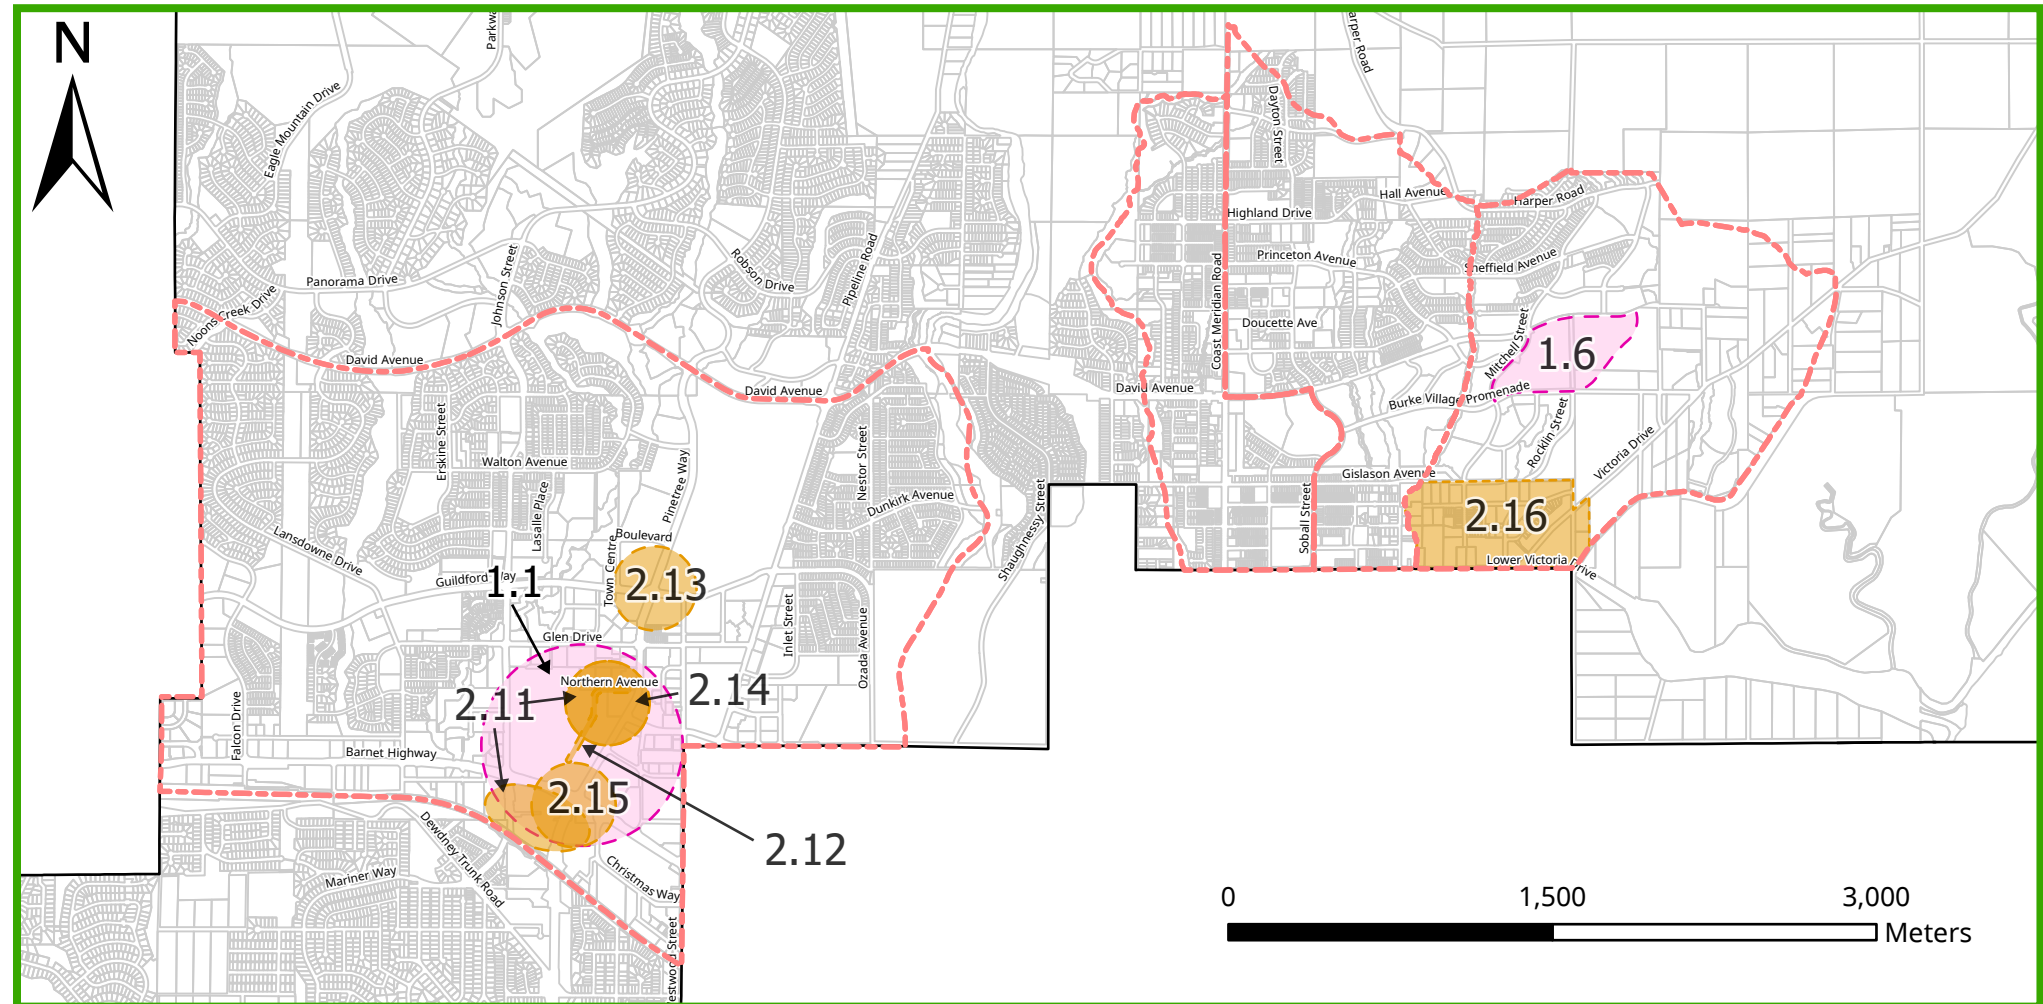 N
Parkwa
arper Road
Eagle Mountain Drive
Dayton Street
Hall Avenue
Harper Road
Highland Drive
Princeton Avenue
Sheffield Avenue
Robson Drive
Pipeline Road
Johnson Street
Panorama Drive
Noons Creek Drive
Coast Meridian Road
Doucette Ave
Mitchell Street
1.6
David Avenue
David Avenue
David Avenue
Burke Village Promenade
Rocklin Street
Victoria Drive
Erskine Street
Walton Avenue
Lasalle Place
Pinetree Way
Nestor Street
Dunkirk Avenue
Shaughnessy Street
Gislason Avenue
Soball Street
2.16
Lower Victoria Drive
Lansdowne Drive
Guildford Way
Town Centre Boulevard
2.13
1.1
Inlet Street
Ozada Avenue
Glen Drive
Northern Avenue
2.14
2.11
Falcon Drive
Barnet Highway
2.15
2.12
Dewdney Trunk Road
Mariner Way
Christmas Way
estwood Street
0 1,500 3,000
Meters